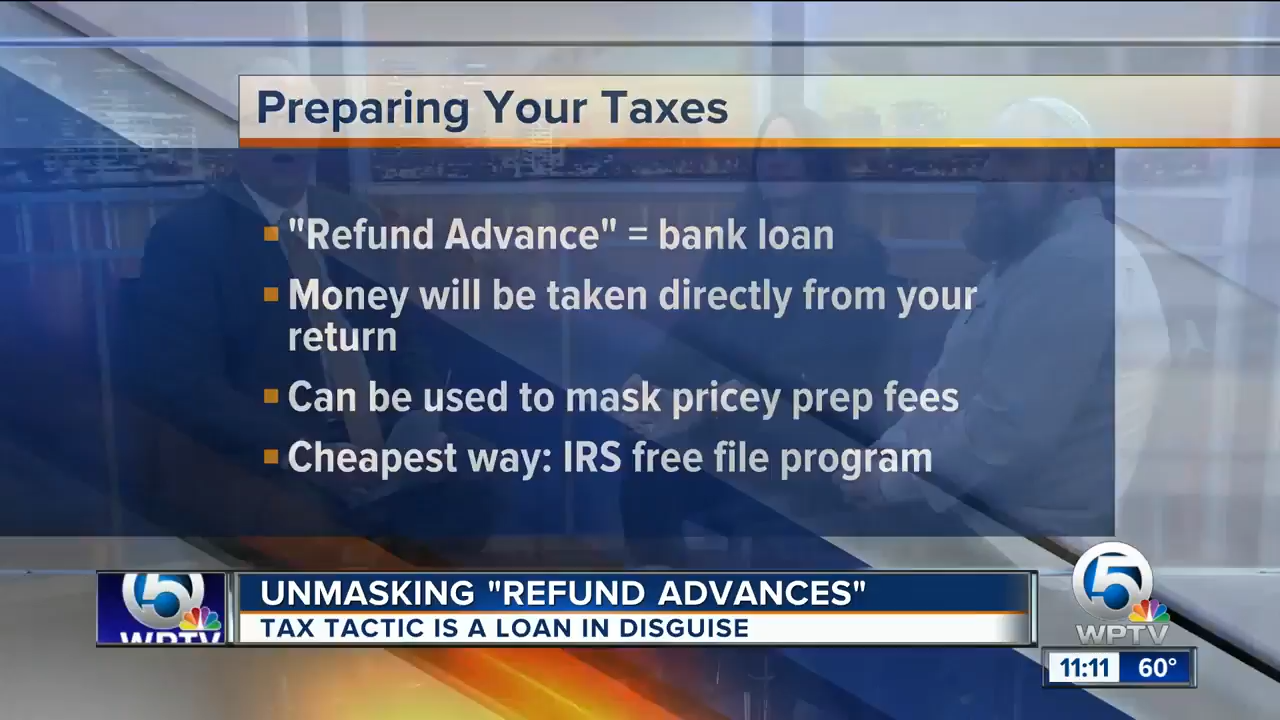 Preparing Your Taxes
"Refund Advance" = bank loan
Money will be taken directly from your
return
Can be used to mask pricey prep fees
Cheapest way: IRS free file program
5
WPTV
UNMASKING "REFUND ADVANCES"
TAX TACTIC IS A LOAN IN DISGUISE
5
WPTV
11:11 60°